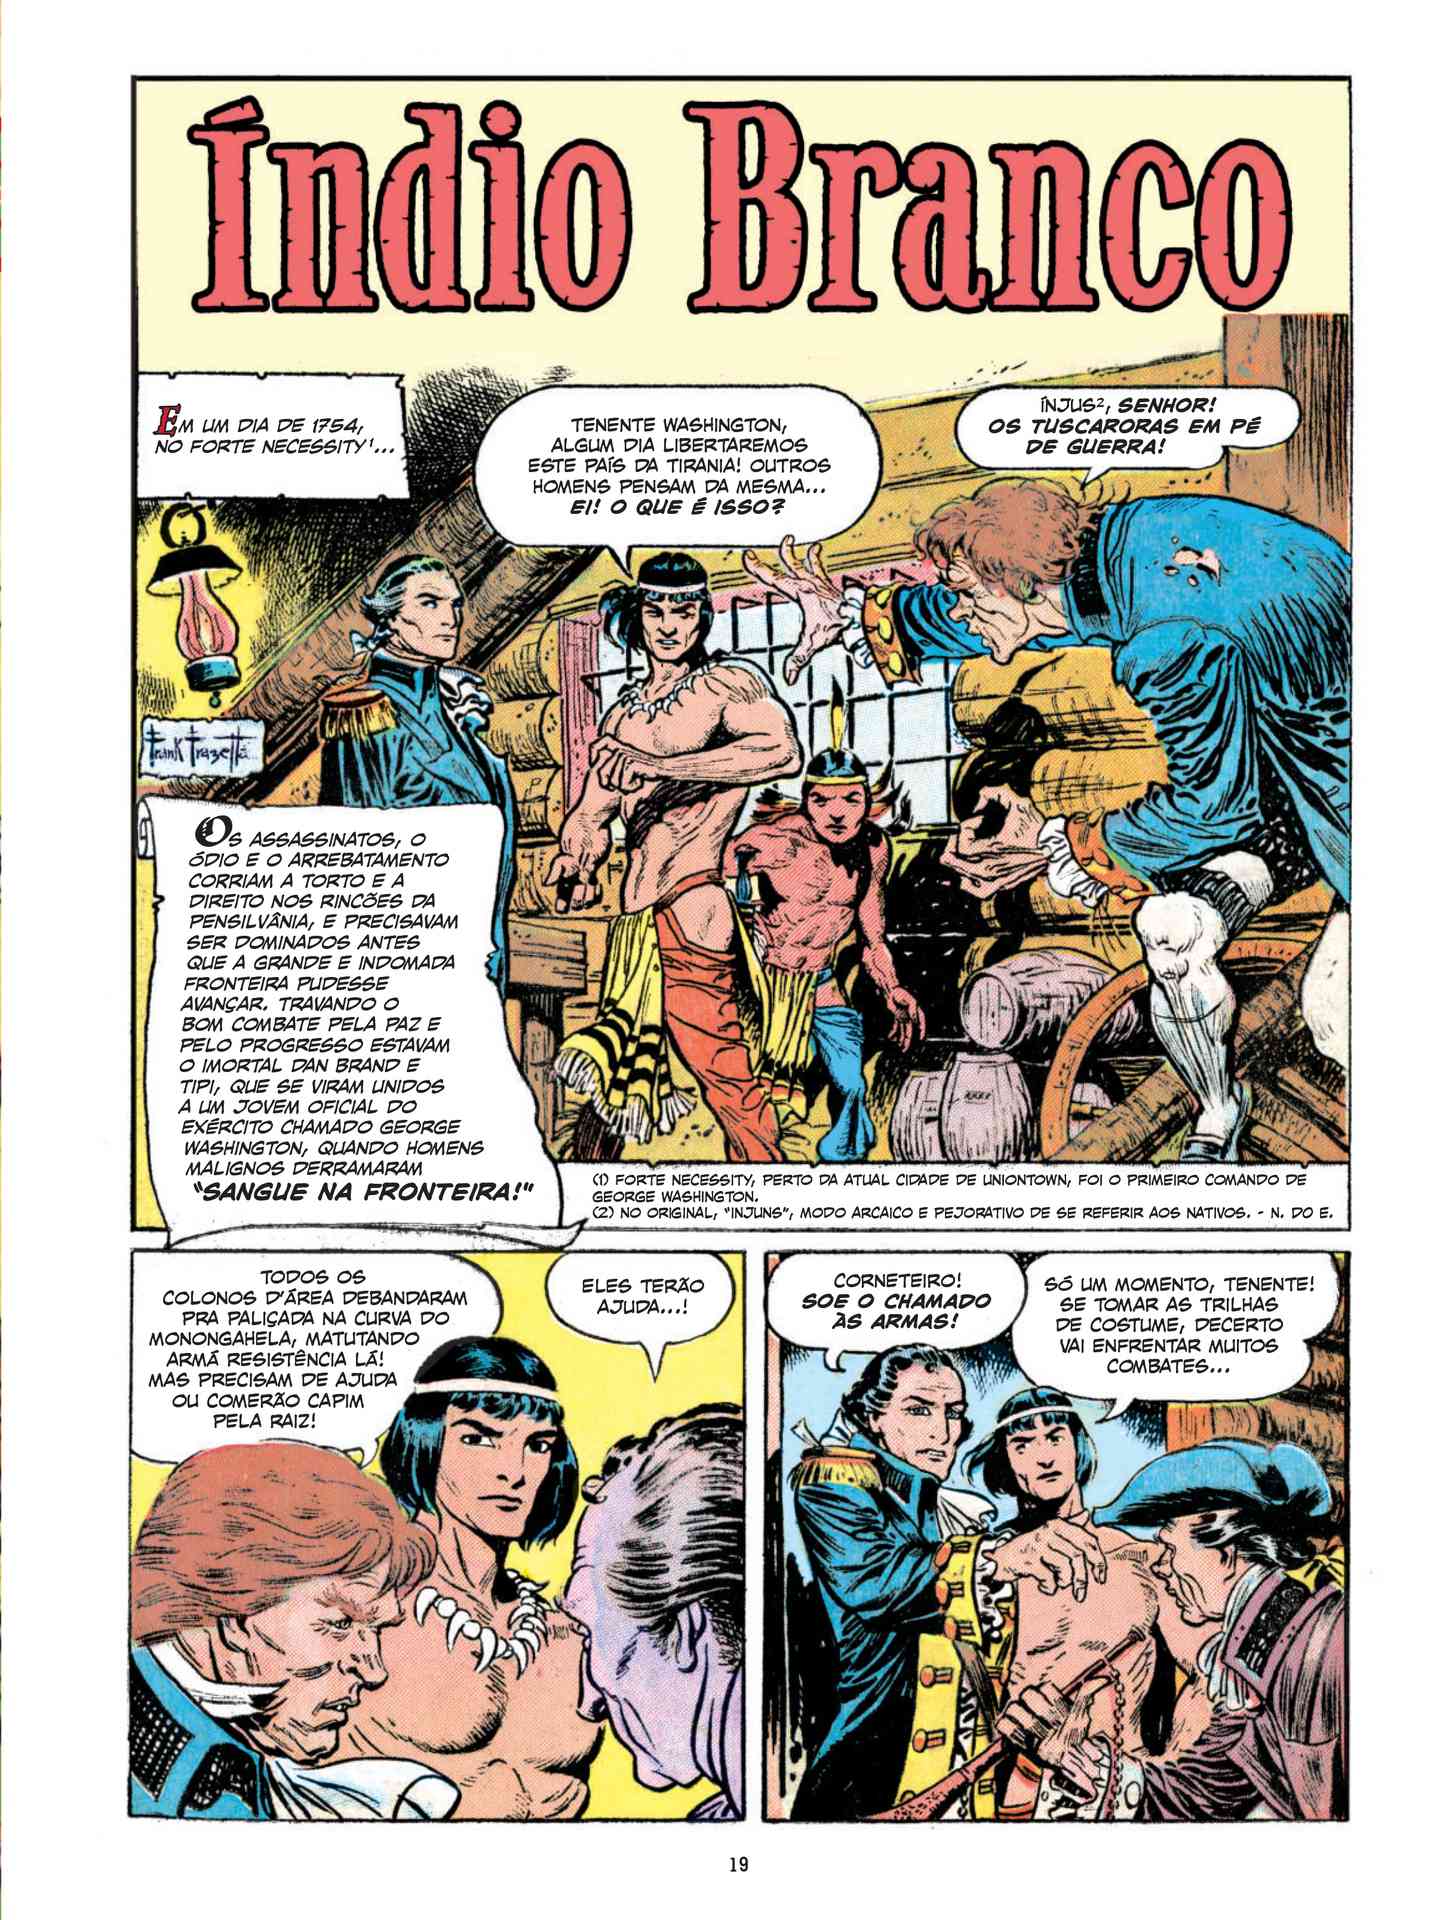 Índio Branco
EM UM DIA DE 1754,
NO FORTE NECESSITY¹...
TENENTE WASHINGTON,
ALGUM DIA LIBERTAREMOS
ESTE PAÍS DA TIRANIA! OUTROS
HOMENS PENSAM DA MESMA...
EI! O QUE É ISSO?
ÍNJUS², SENHOR!
OS TUSCARORAS EM PÉ
DE GUERRA!
Frank Frazetta
OS ASSASSINATOS, O
ÓDIO E O ARREBATAMENTO
CORRIAM A TORTO E A
DIREITO NOS RINCÕES DA
PENSILVÂNIA, E PRECISAVAM
SER DOMINADOS ANTES
QUE A GRANDE E INDOMADA
FRONTEIRA PUDESSE
AVANÇAR. TRAVANDO O
BOM COMBATE PELA PAZ E
PELO PROGRESSO ESTAVAM
O IMORTAL DAN BRAND E
TIPI, QUE SE VIRAM UNIDOS
A UM JOVEM OFICIAL DO
EXÉRCITO CHAMADO GEORGE
WASHINGTON, QUANDO HOMENS
MALIGNOS DERRAMARAM
"SANGUE NA FRONTEIRA!"
(1) FORTE NECESSITY, PERTO DA ATUAL CIDADE DE UNIONTOWN, FOI O PRIMEIRO COMANDO DE
GEORGE WASHINGTON.
(2) NO ORIGINAL, "INJUNS", MODO ARCAICO E PEJORATIVO DE SE REFERIR AOS NATIVOS. - N. DO E.
TODOS OS
COLONOS D'ÁREA DEBANDARAM
PRA PALIÇADA NA CURVA DO
MONONGAHELA, MATUTANDO
ARMÁ RESISTÊNCIA LÁ!
MAS PRECISAM DE AJUDA
OU COMERÃO CAPIM
PELA RAIZ!
ELES TERÃO
AJUDA...!
CORNETEIRO!
SOE O CHAMADO
ÀS ARMAS!
SÓ UM MOMENTO, TENENTE!
SE TOMAR AS TRILHAS
DE COSTUME, DECERTO
VAI ENFRENTAR MUITOS
COMBATES...
19